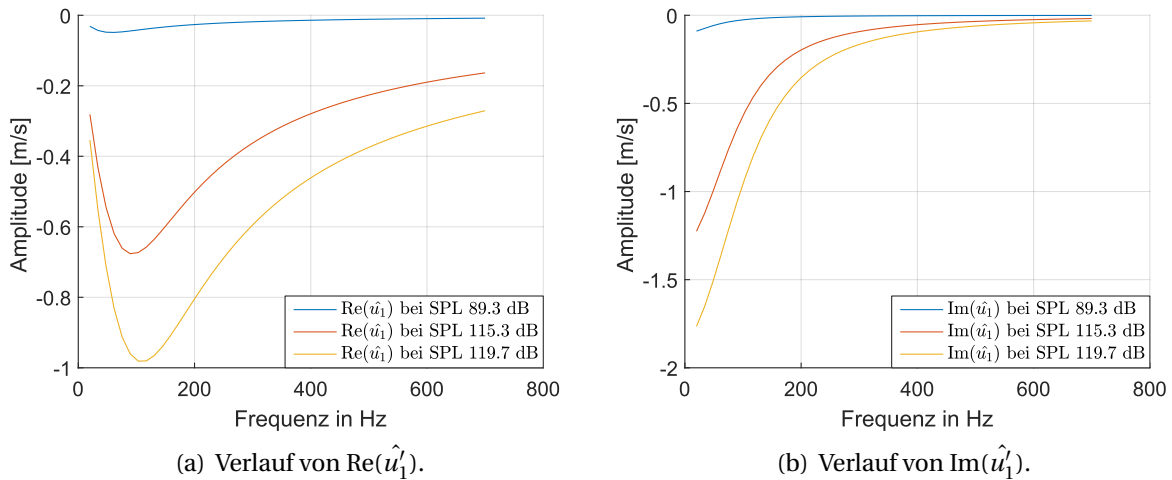 0
-0.2
-0.4
-0.6
-0.8
-1
Amplitude [m/s]
Re(û₁) bei SPL 89.3 dB
Re(û₁) bei SPL 115.3 dB
Re(û₁) bei SPL 119.7 dB
0 200 400 600 800
Frequenz in Hz
(a) Verlauf von Re(û′₁).
0
-0.5
-1
-1.5
-2
Amplitude [m/s]
Im(û₁) bei SPL 89.3 dB
Im(û₁) bei SPL 115.3 dB
Im(û₁) bei SPL 119.7 dB
0 200 400 600 800
Frequenz in Hz
(b) Verlauf von Im(û′₁).